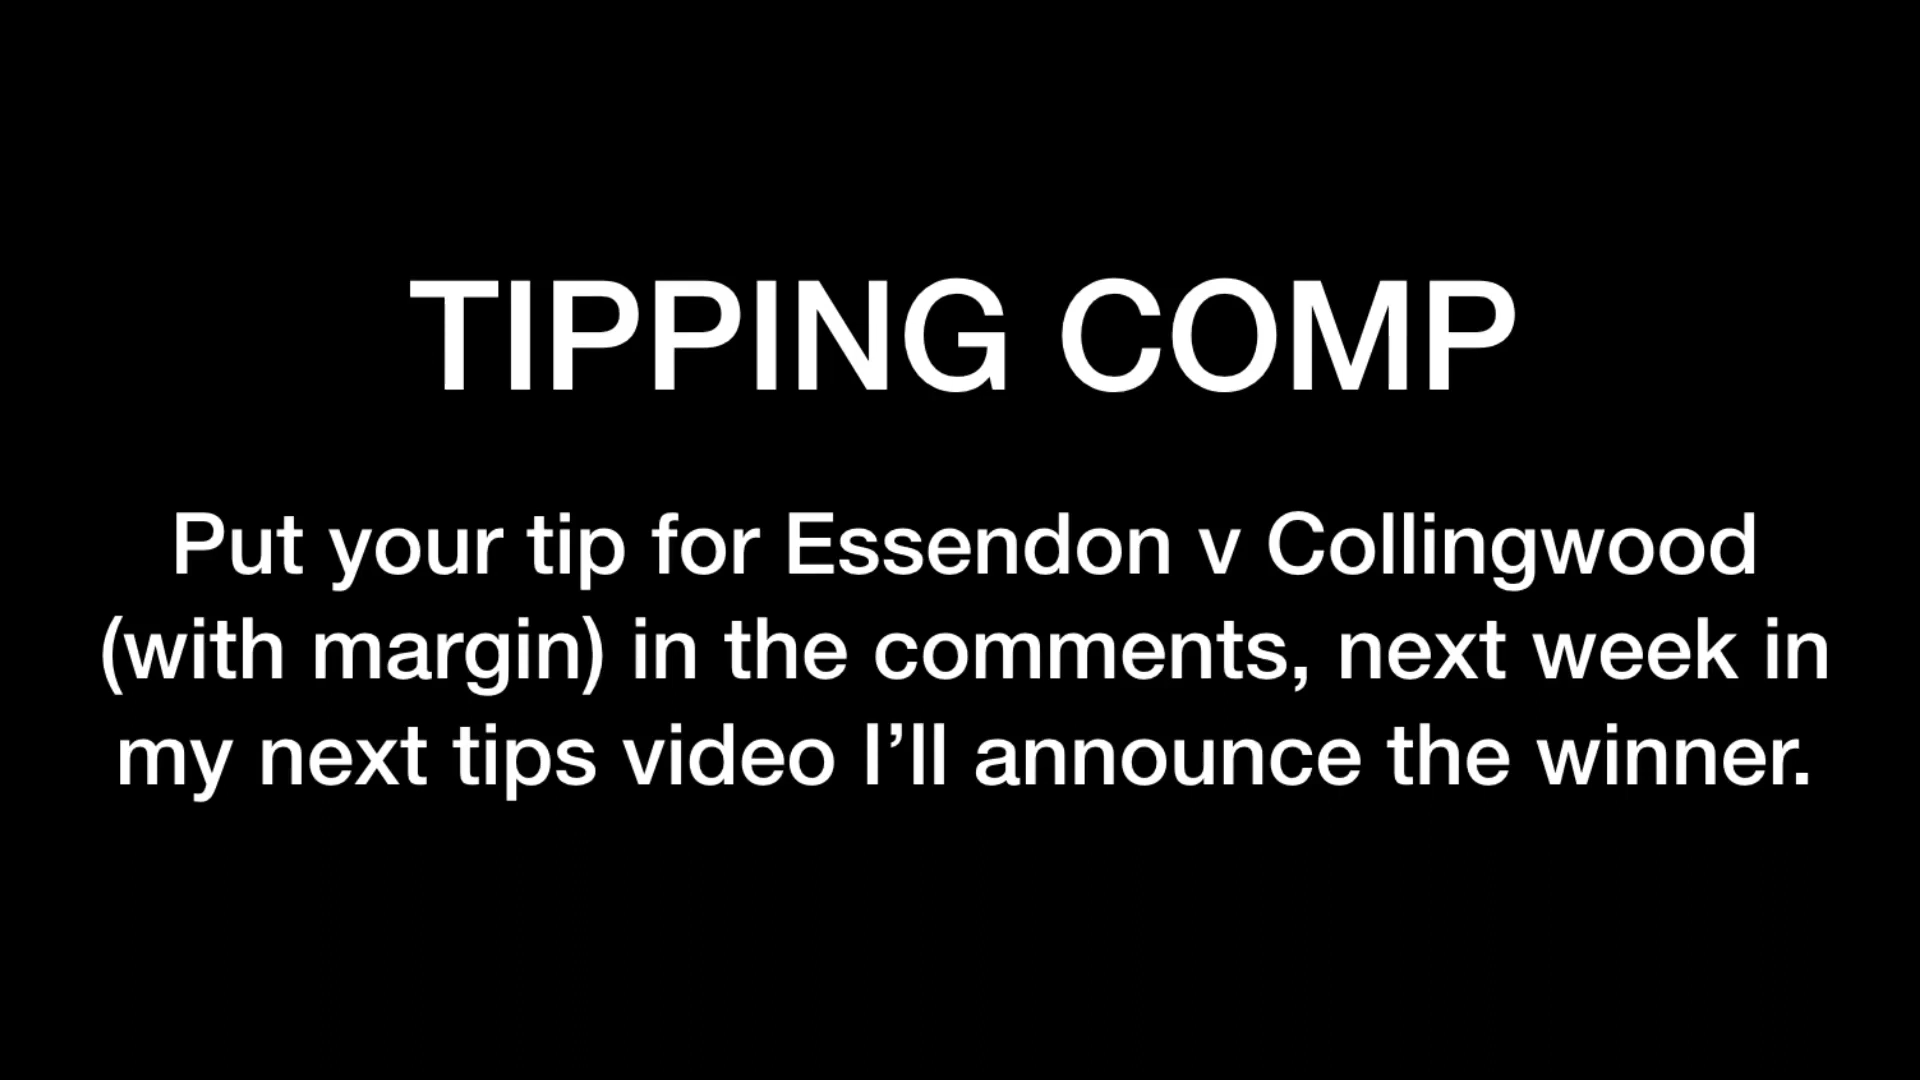 TIPPING COMP
Put your tip for Essendon v Collingwood
(with margin) in the comments, next week in
my next tips video I’ll announce the winner.